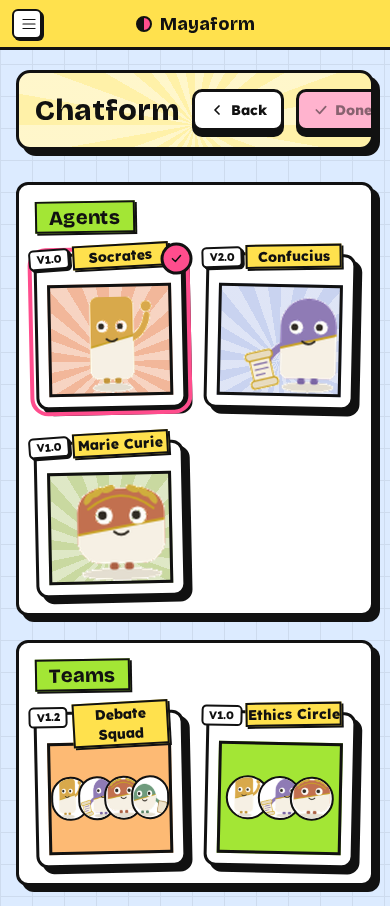 Mayaform
Chatform
Back
Done
Agents
V1.0
Socrates
V2.0
Confucius
V1.0
Marie Curie
Teams
V1.2
Debate
Squad
V1.0
Ethics Circle